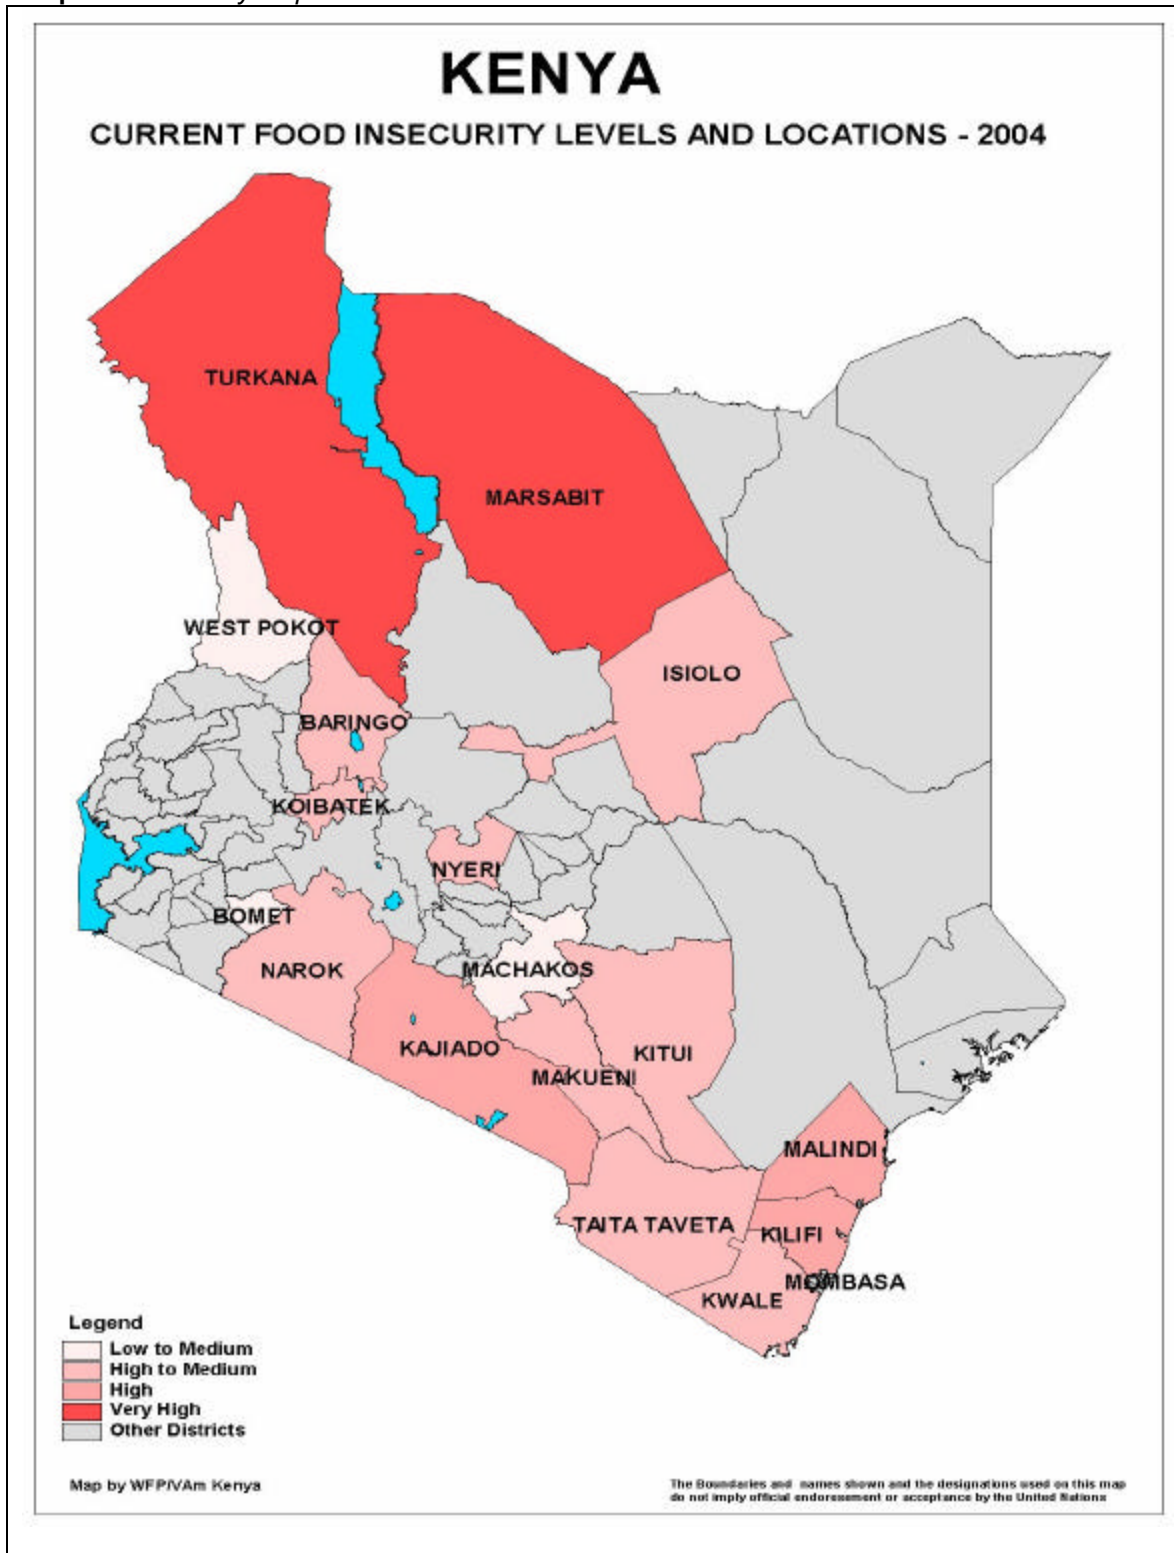 KENYA
CURRENT FOOD INSECURITY LEVELS AND LOCATIONS - 2004
TURKANA
MARSABIT
WEST POKOT
ISIOLO
BARINGO
KOIBATEK
NYERI
BOMET
NAROK
MACHAKOS
KAJIADO
KITUI
MAKUENI
MALINDI
TAITA TAVETA
KILIFI
MOMBASA
KWALE
Legend
Low to Medium
High to Medium
High
Very High
Other Districts
Map by WFP/VAm Kenya
The Boundaries and names shown and the designations used on this map
do not imply official endoresement or acceptance by the United Nations